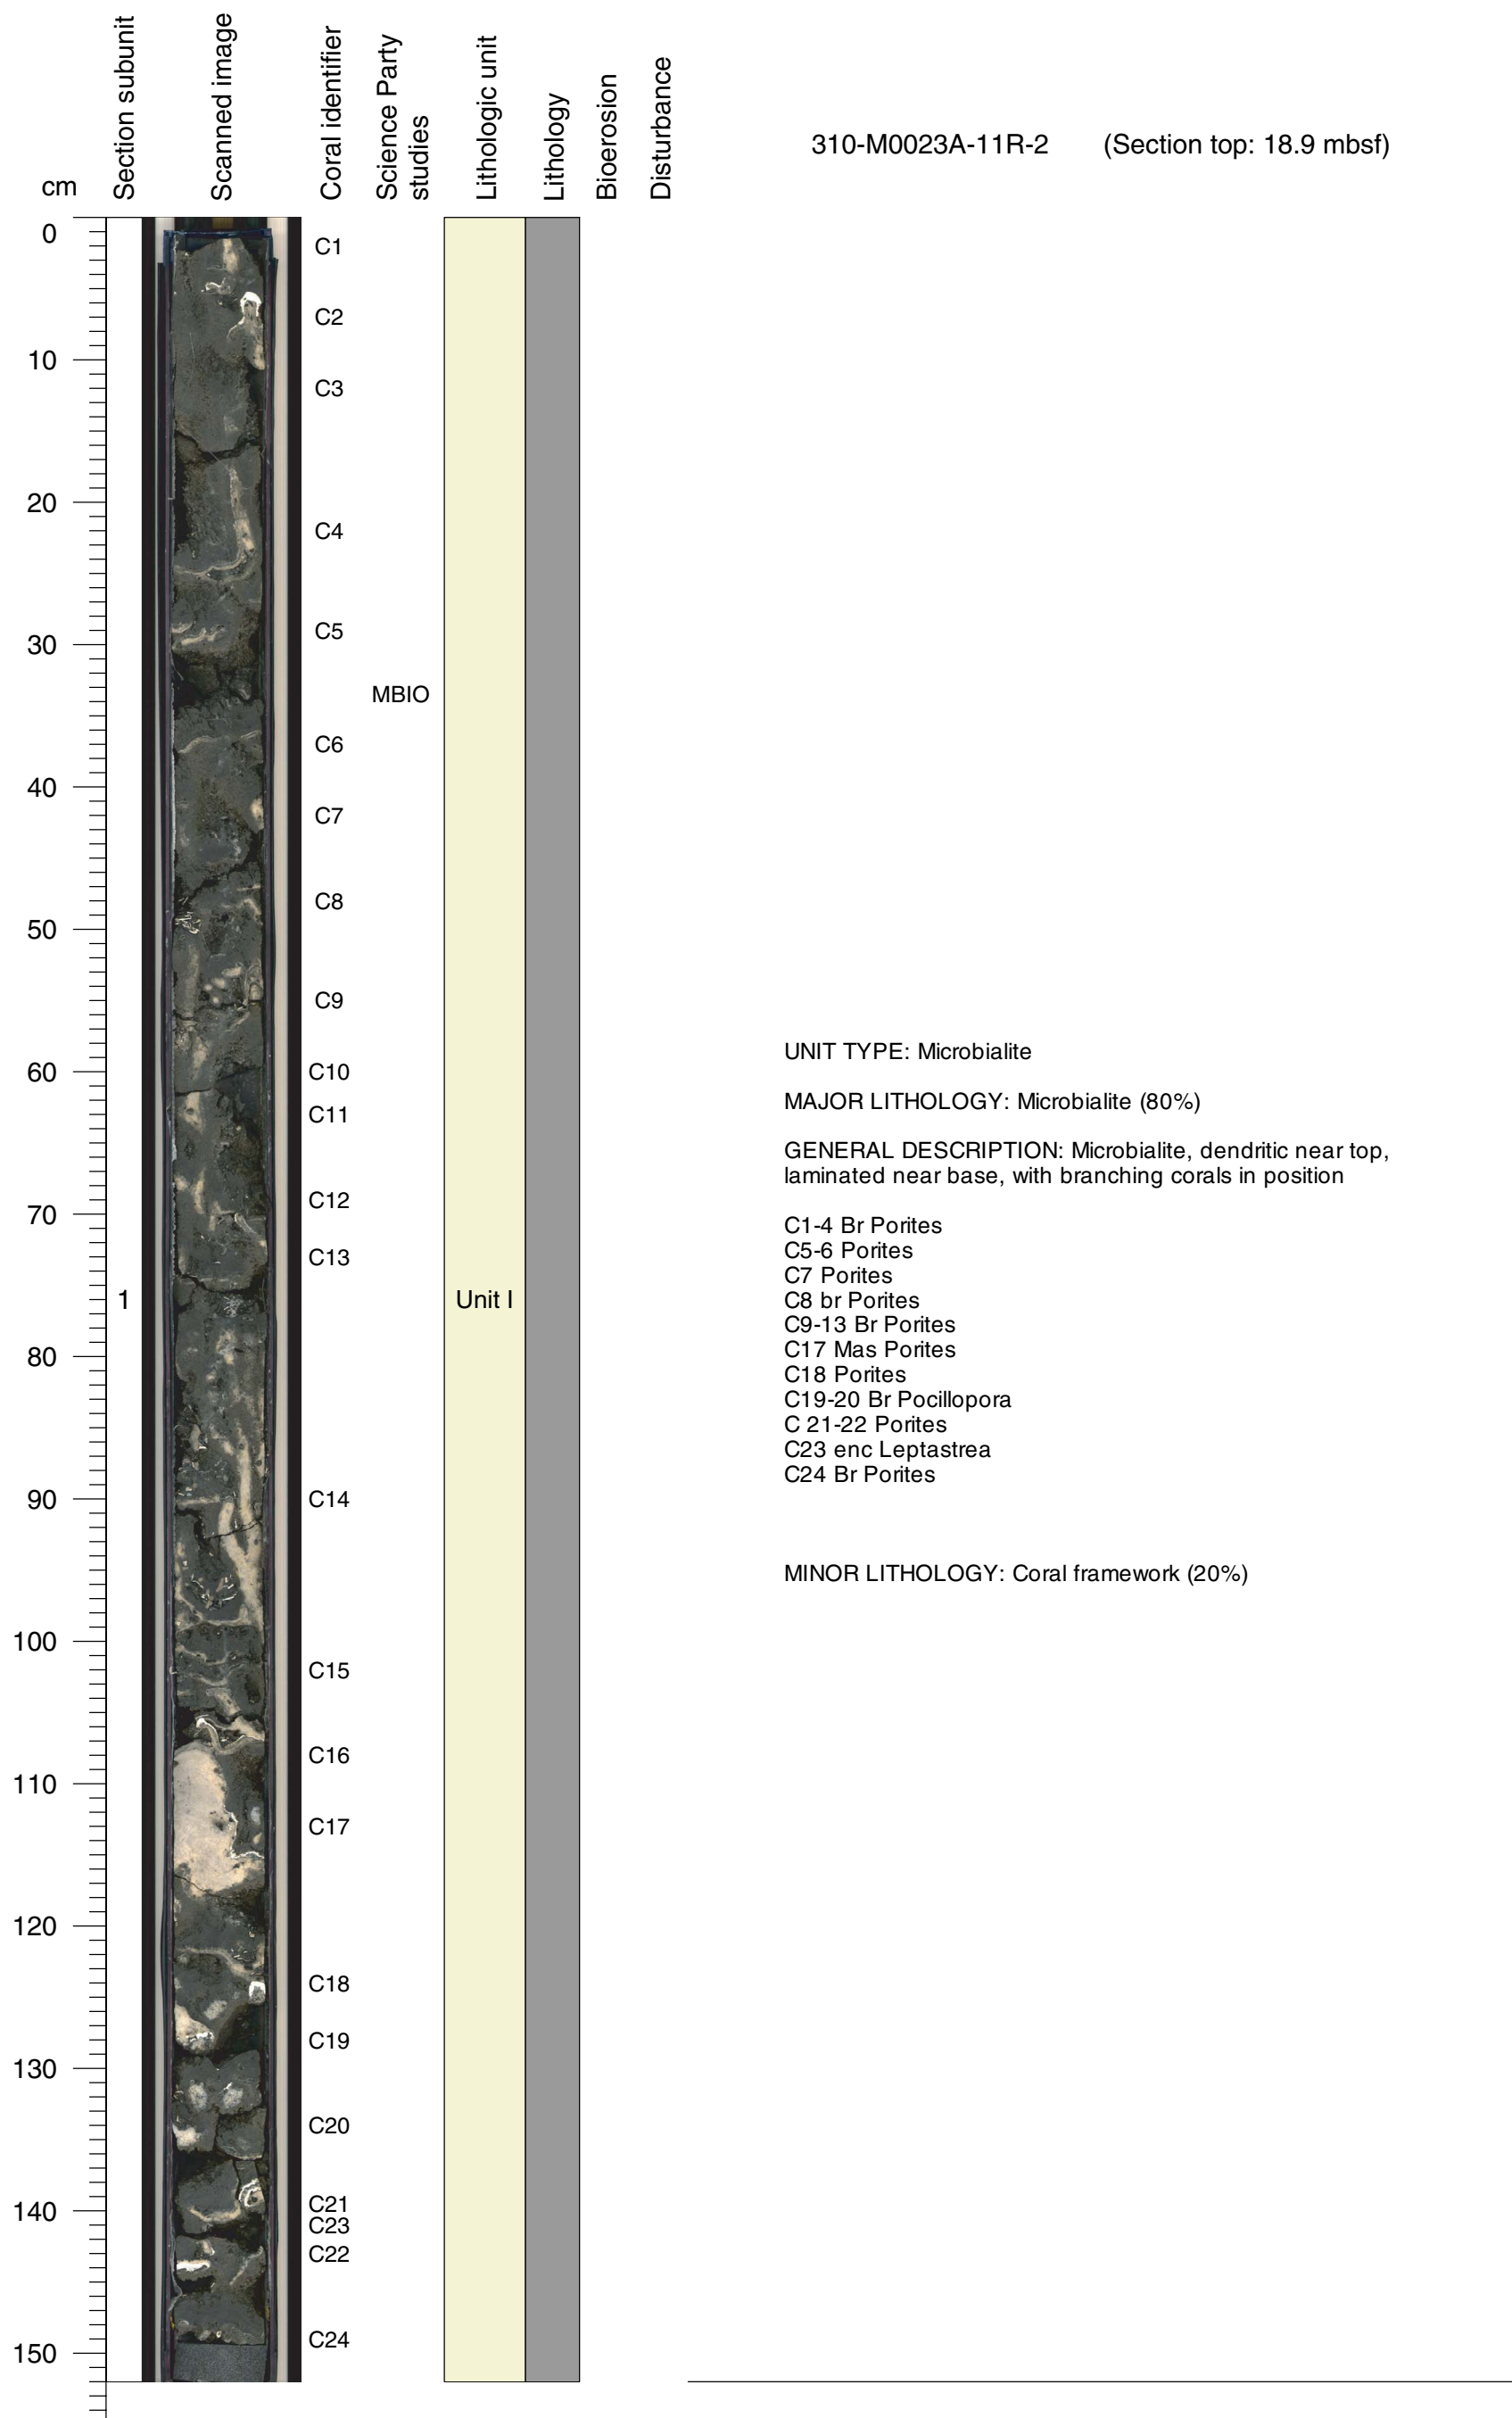 310-M0023A-11R-2 (Section top: 18.9 mbsf)
cm
Section subunit
Scanned image
Coral identifier
Science Party
studies
Lithologic unit
Lithology
Bioerosion
Disturbance
0
C1
C2
10
C3
20
C4
C5
30
MBIO
C6
40
C7
C8
50
C9
60
C10
C11
C12
70
C13
1
Unit I
80
90
C14
100
C15
C16
110
C17
120
C18
C19
130
C20
140
C21
C23
C22
C24
150
UNIT TYPE: Microbialite
MAJOR LITHOLOGY: Microbialite (80%)
GENERAL DESCRIPTION: Microbialite, dendritic near top,
laminated near base, with branching corals in position
C1-4 Br Porites
C5-6 Porites
C7 Porites
C8 br Porites
C9-13 Br Porites
C17 Mas Porites
C18 Porites
C19-20 Br Pocillopora
C 21-22 Porites
C23 enc Leptastrea
C24 Br Porites
MINOR LITHOLOGY: Coral framework (20%)